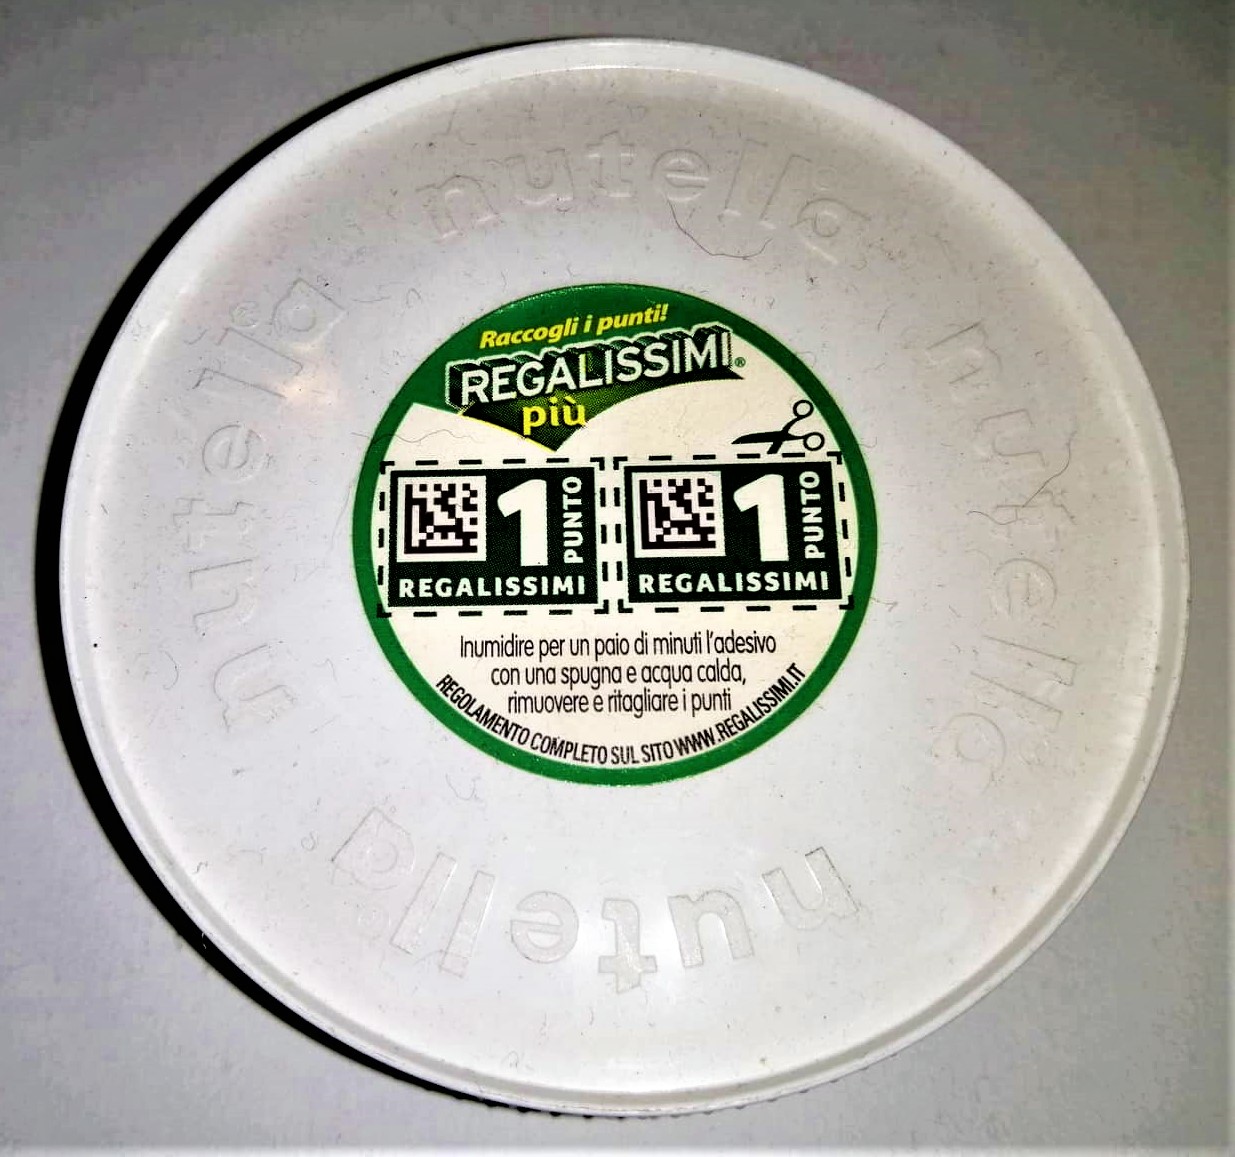 nutella
nutella
nutella
nutella
Raccogli i punti!
REGALISSIMI®
più
1 PUNTO
REGALISSIMI
1 PUNTO
REGALISSIMI
Inumidire per un paio di minuti l'adesivo
con una spugna e acqua calda,
rimuovere e ritagliare i punti
REGOLAMENTO COMPLETO SUL SITO WWW.REGALISSIMI.IT